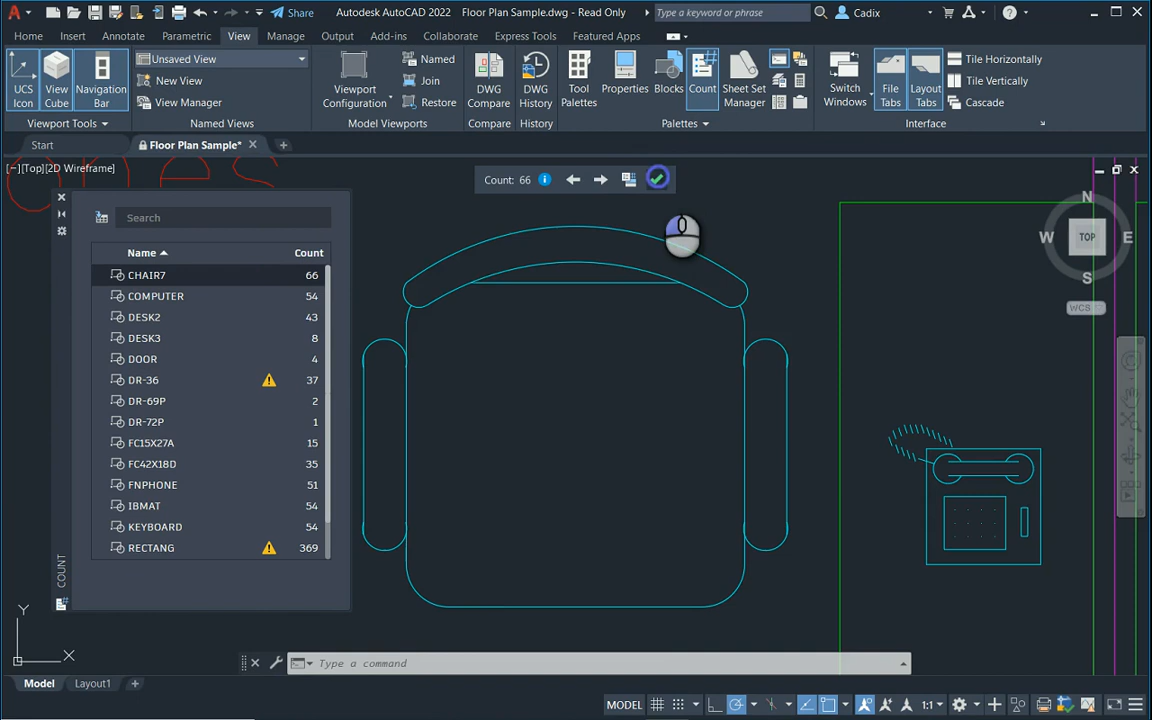 Share
Autodesk AutoCAD 2022 Floor Plan Sample.dwg - Read Only
Type a keyword or phrase
Cadix
Home Insert Annotate Parametric View Manage Output Add-ins Collaborate Express Tools Featured Apps
UCS Icon
View Cube
Navigation Bar
Unsaved View
New View
View Manager
Viewport Configuration
Named
Join
Restore
DWG Compare
DWG History
Tool Palettes
Properties
Blocks
Count
Sheet Set Manager
Switch Windows
File Tabs
Layout Tabs
Tile Horizontally
Tile Vertically
Cascade
Viewport Tools Named Views Model Viewports Compare History Palettes Interface
Start Floor Plan Sample*
[−][Top][2D Wireframe]
Count: 66
Search
Name Count
CHAIR7 66
COMPUTER 54
DESK2 43
DESK3 8
DOOR 4
DR-36 37
DR-69P 2
DR-72P 1
FC15X27A 15
FC42X18D 35
FNPHONE 51
IBMAT 54
KEYBOARD 54
RECTANG 369
COUNT
N
W TOP E
S
WCS
Y
X
Type a command
Model Layout1
MODEL 1:1